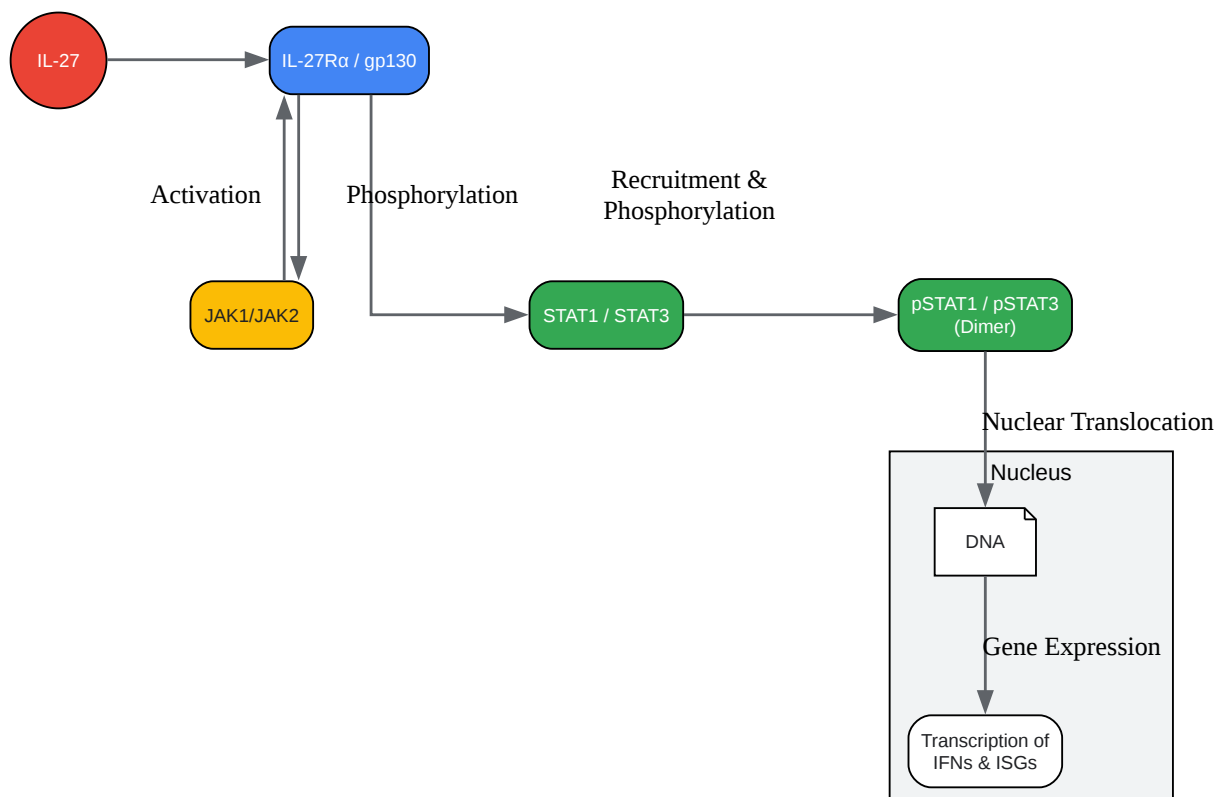 IL-27
IL-27Rα / gp130
Activation
Phosphorylation
Recruitment &
Phosphorylation
JAK1/JAK2
STAT1 / STAT3
pSTAT1 / pSTAT3
(Dimer)
Nuclear Translocation
Nucleus
DNA
Gene Expression
Transcription of
IFNs & ISGs